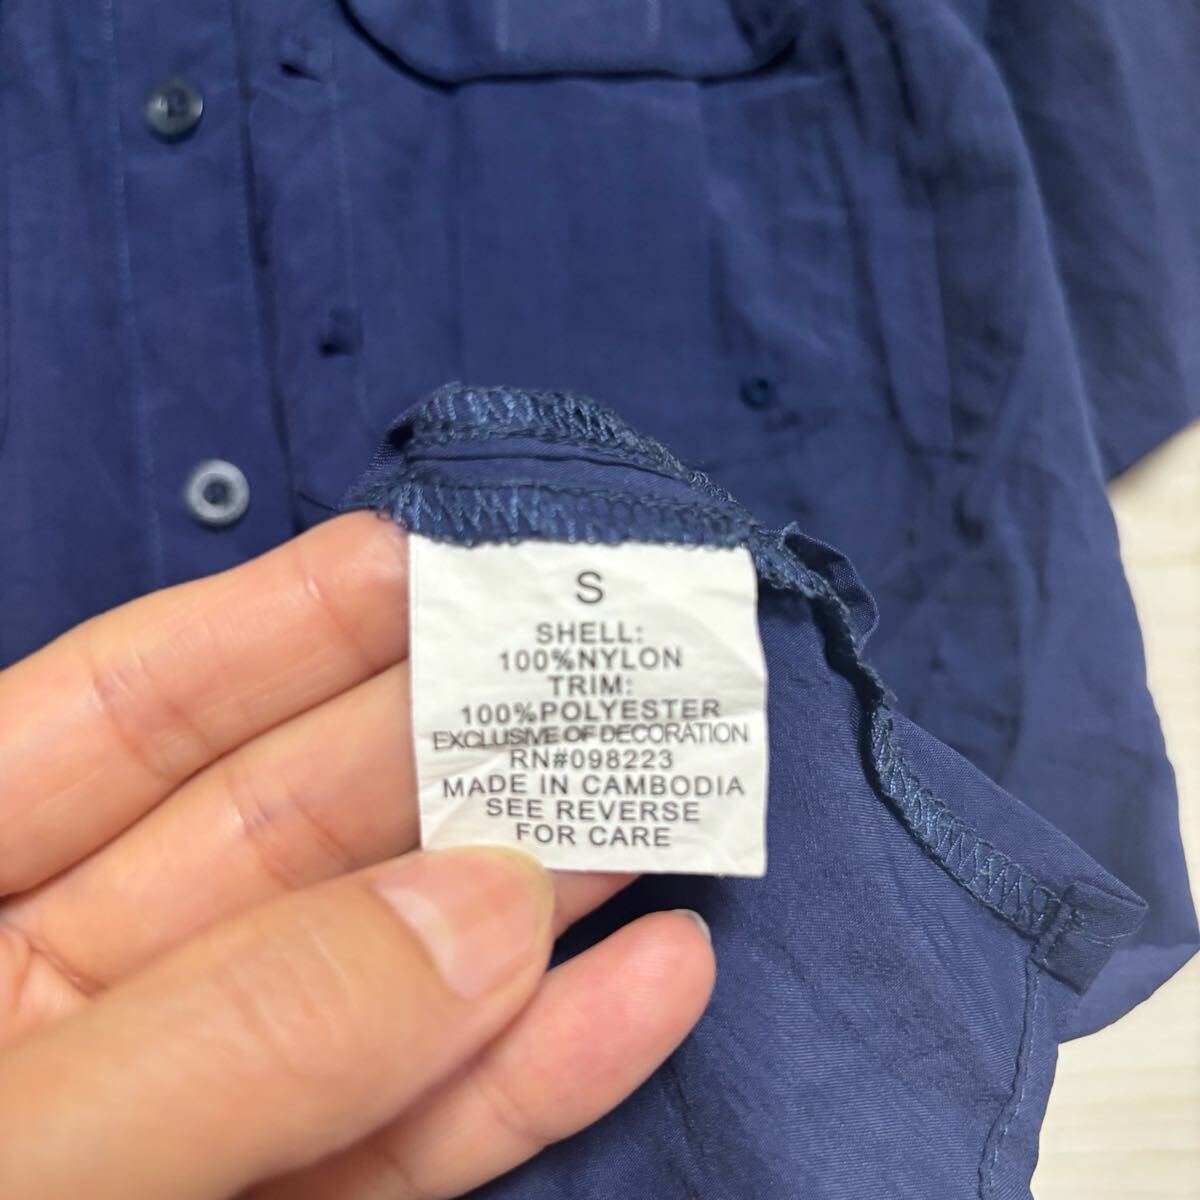 S
SHELL:
100%NYLON
TRIM:
100%POLYESTER
EXCLUSIVE OF DECORATION
RN#098223
MADE IN CAMBODIA
SEE REVERSE
FOR CARE